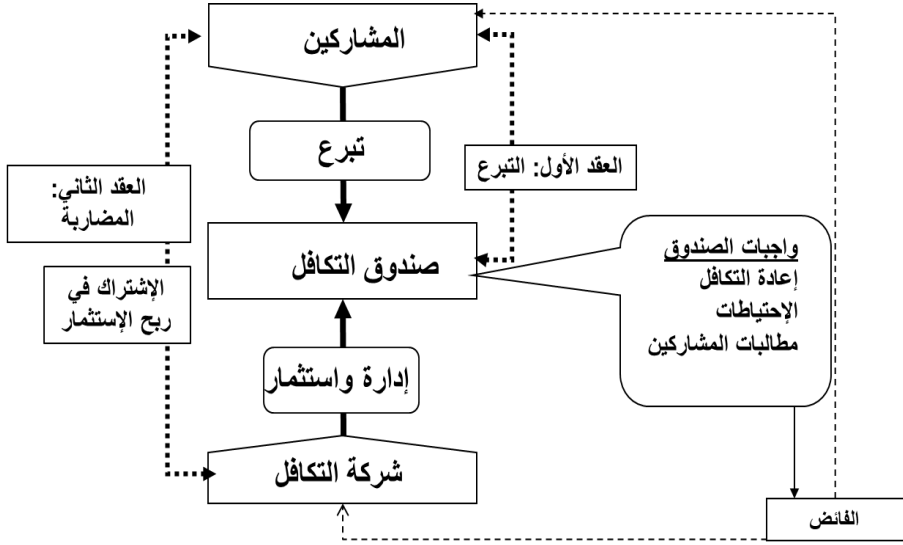 المشاركين
تبرع
العقد الأول: التبرع
العقد الثاني:
المضاربة
صندوق التكافل
واجبات الصندوق
إعادة التكافل
الإحتياطات
مطالبات المشاركين
الإشتراك في
ربح الإستثمار
إدارة واستثمار
شركة التكافل
الفائض